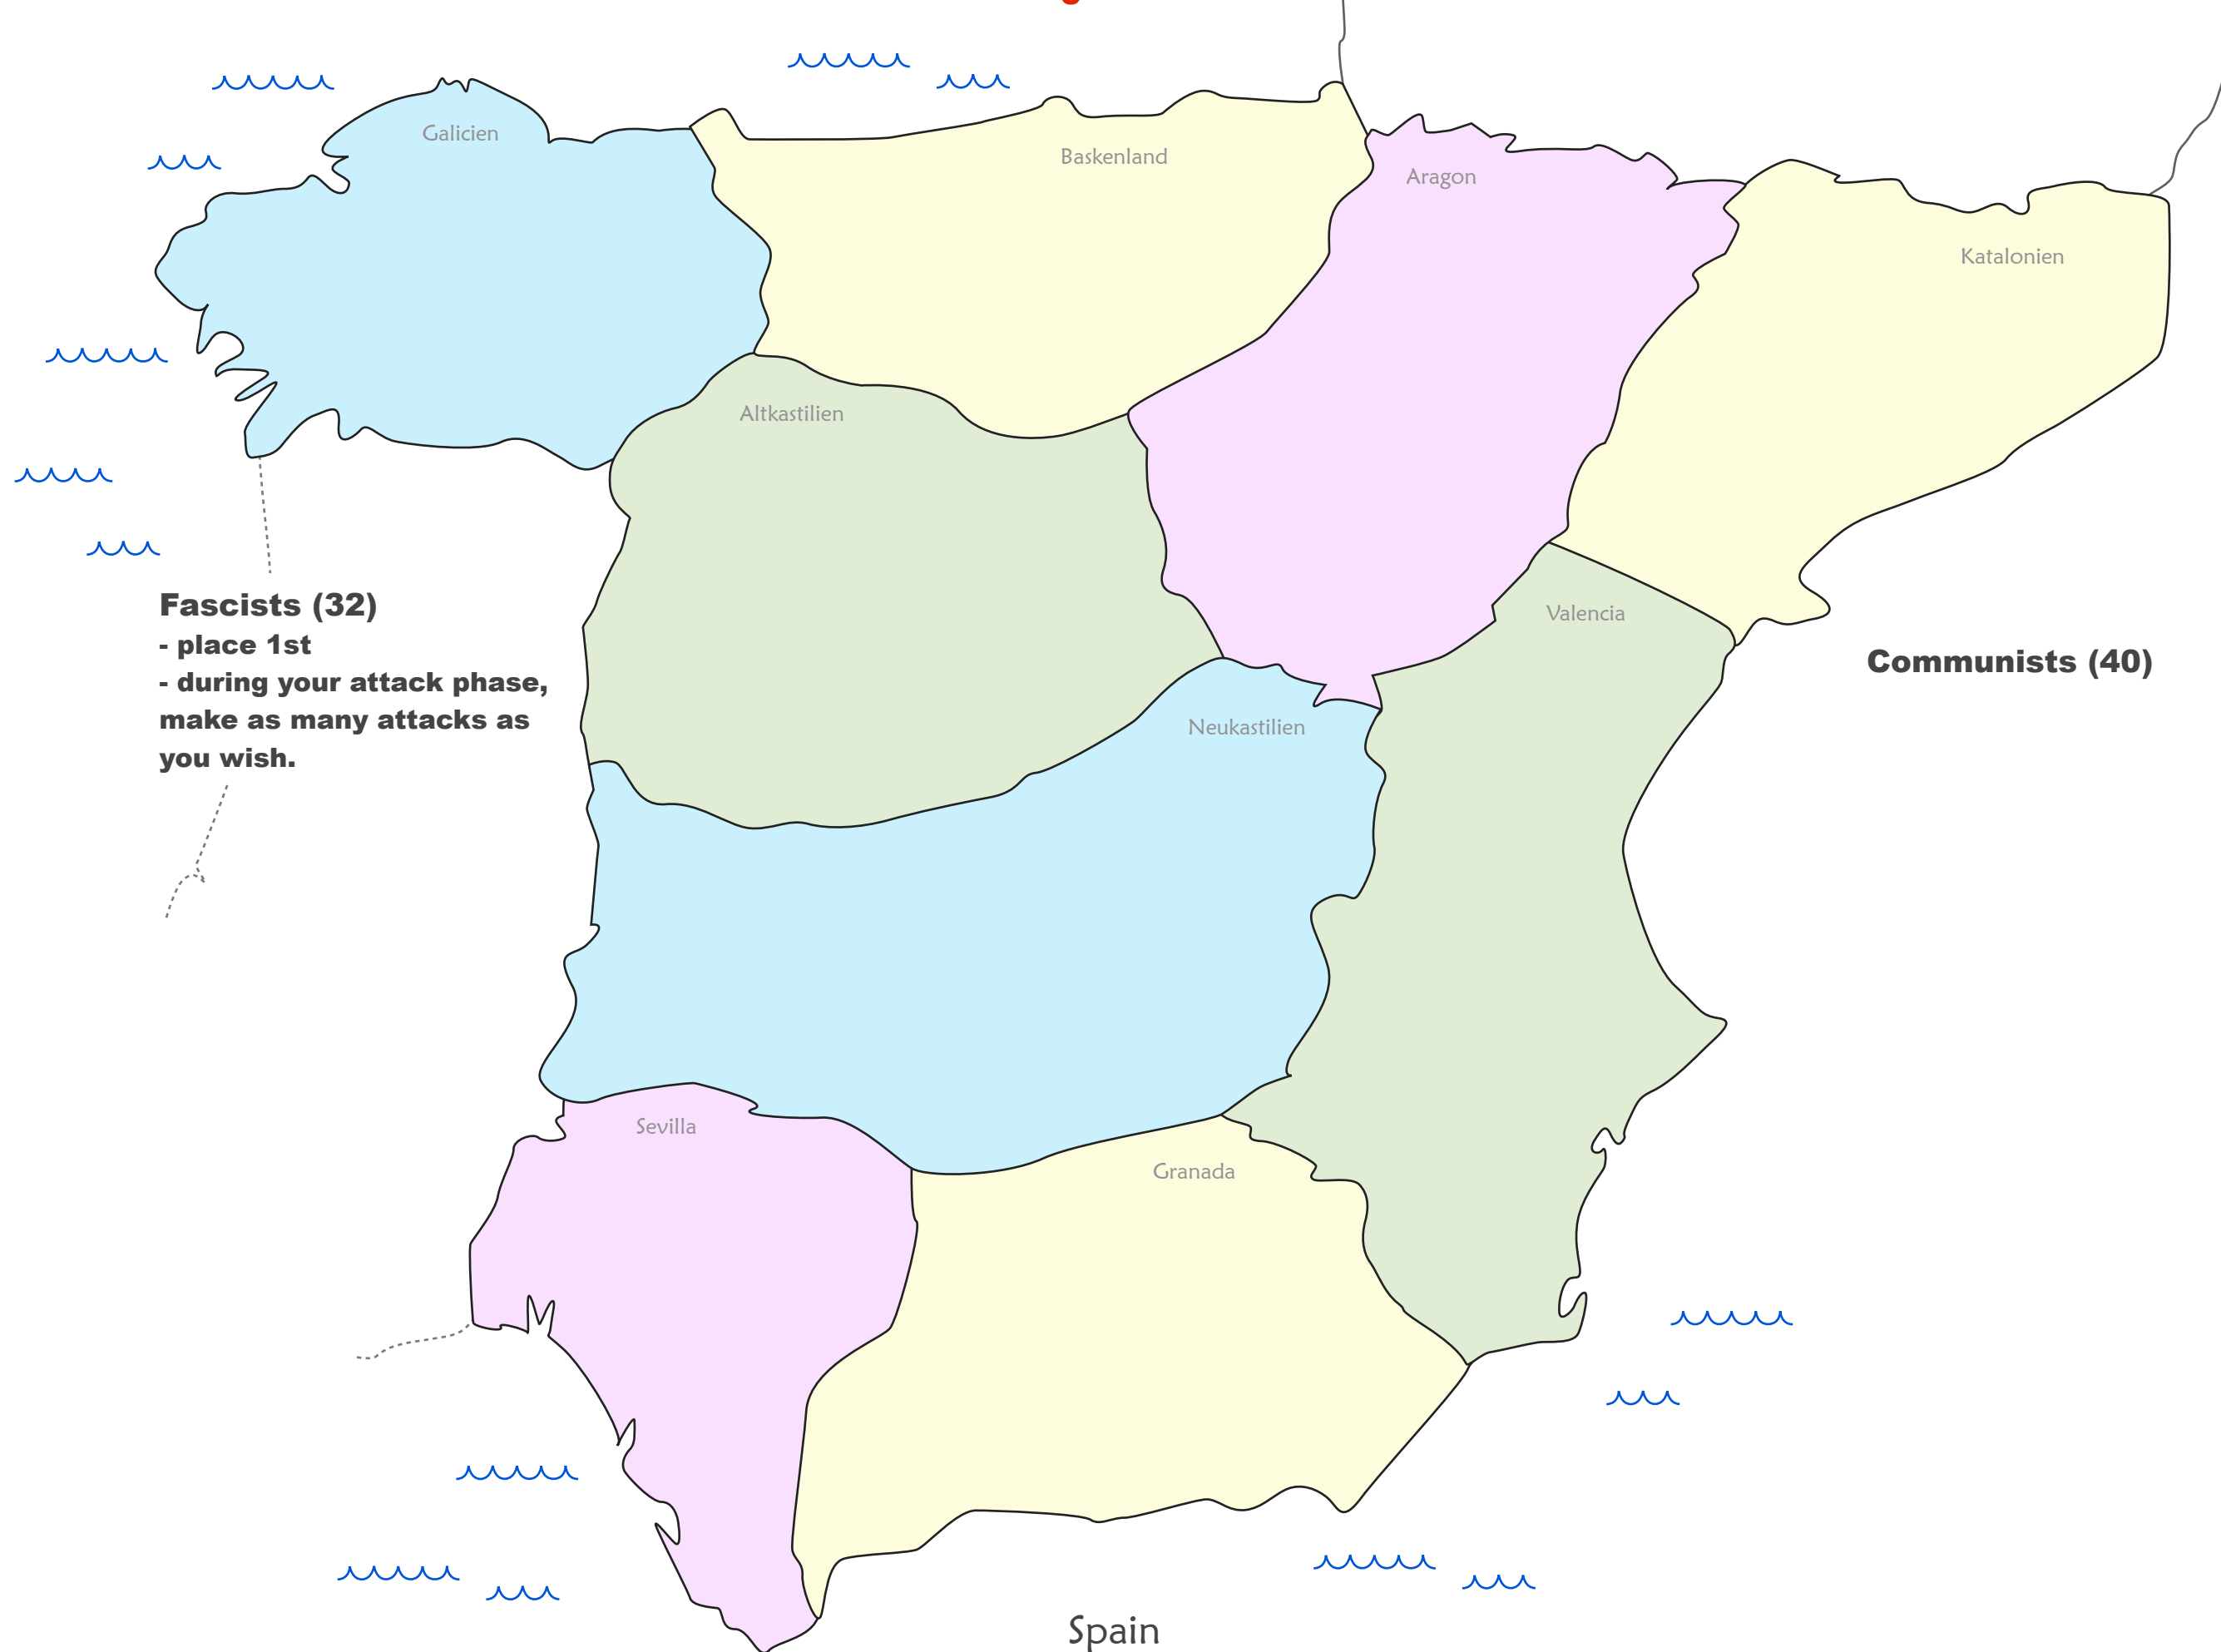 Galicien
Baskenland
Aragon
Katalonien
Altkastilien
Fascists (32)
- place 1st
- during your attack phase,
make as many attacks as
you wish.
Valencia
Communists (40)
Neukastilien
Sevilla
Granada
Spain